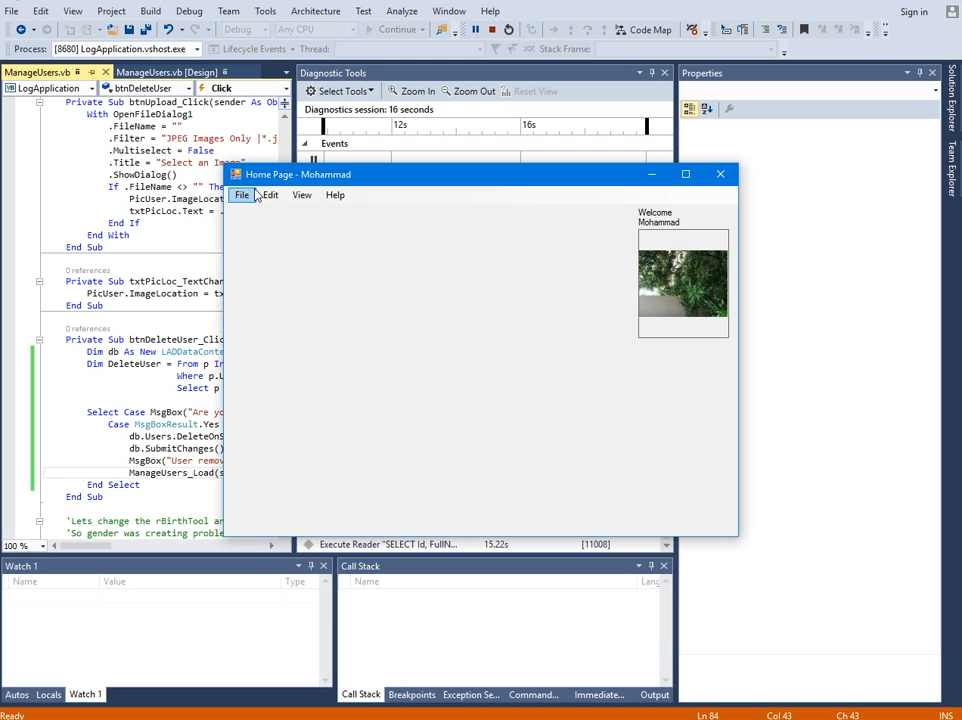 File Edit View Project Build Debug Team Tools Architecture Test Analyze Window Help Sign in
Debug Any CPU Continue Code Map
Process: [8680] LogApplication.vshost.exe Lifecycle Events Thread: Stack Frame:
ManageUsers.vb ManageUsers.vb [Design]
LogApplication btnDeleteUser Click
Private Sub btnUpload_Click(sender As Ob
With OpenFileDialog1
.FileName = ""
.Filter = "JPEG Images Only |*.j
.Multiselect = False
.Title = "Select an Image"
.ShowDialog()
If .FileName <> "" The
PicUser.ImageLocat
txtPicLoc.Text = .
End If
End With
End Sub
0 references
Private Sub txtPicLoc_TextChan
PicUser.ImageLocation = tx
End Sub
0 references
Private Sub btnDeleteUser_Clic
Dim db As New LADDataConte
Dim DeleteUser = From p In
Where p.U
Select p
Select Case MsgBox("Are yo
Case MsgBoxResult.Yes
db.Users.DeleteOnS
db.SubmitChanges()
MsgBox("User remov
ManageUsers_Load(s
End Select
End Sub
'Lets change the rBirthTool an
'So gender was creating proble
100 %
Diagnostic Tools
Select Tools Zoom In Zoom Out Reset View
Diagnostics session: 16 seconds
12s 16s
Events
Execute Reader "SELECT Id, FullN... 15.22s [11008]
Home Page - Mohammad
File Edit View Help
Welcome
Mohammad
Properties
Solution Explorer
Team Explorer
Watch 1
Name Value Type
Autos Locals Watch 1
Call Stack
Name Lang
Call Stack Breakpoints Exception Se... Command... Immediate... Output
Ready Ln 84 Col 43 Ch 43 INS